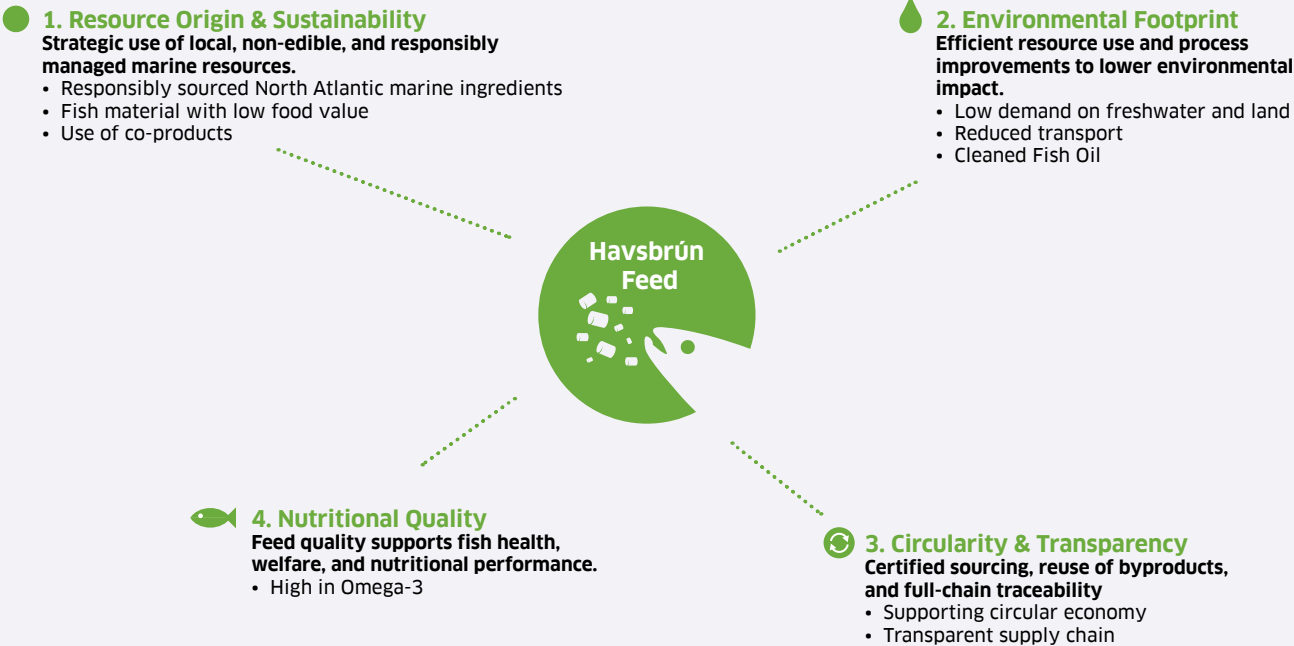 1. Resource Origin & Sustainability
Strategic use of local, non-edible, and responsibly
managed marine resources.
• Responsibly sourced North Atlantic marine ingredients
• Fish material with low food value
• Use of co-products
2. Environmental Footprint
Efficient resource use and process
improvements to lower environmental
impact.
• Low demand on freshwater and land
• Reduced transport
• Cleaned Fish Oil
Havsbrún
Feed
4. Nutritional Quality
Feed quality supports fish health,
welfare, and nutritional performance.
• High in Omega-3
3. Circularity & Transparency
Certified sourcing, reuse of byproducts,
and full-chain traceability
• Supporting circular economy
• Transparent supply chain